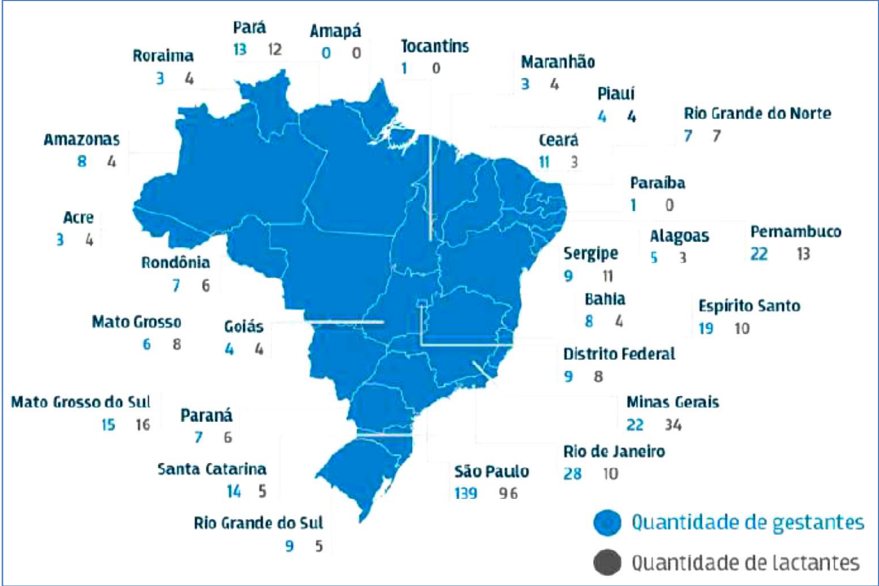 Pará
13 12
Amapá
0 0
Roraima
3 4
Tocantins
1 0
Maranhão
3 4
Piauí
4 4
Rio Grande do Norte
7 7
Amazonas
8 4
Ceará
11 3
Paraíba
1 0
Acre
3 4
Alagoas
5 3
Pernambuco
22 13
Rondônia
7 6
Sergipe
9 11
Bahia
8 4
Espírito Santo
19 10
Mato Grosso
6 8
Goiás
4 4
Distrito Federal
9 8
Mato Grosso do Sul
15 16
Paraná
7 6
Minas Gerais
22 34
Rio de Janeiro
28 10
Santa Catarina
14 5
São Paulo
139 96
Rio Grande do Sul
9 5
Quantidade de gestantes
Quantidade de lactantes